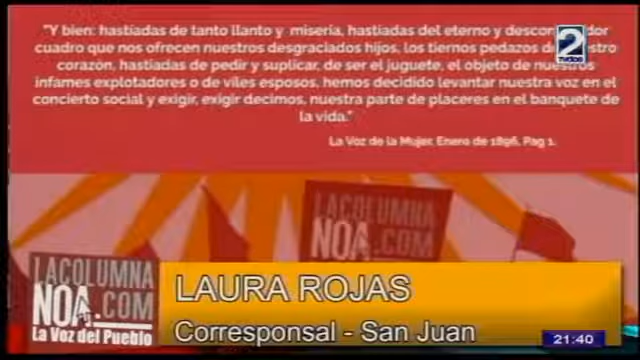 "Y bien: hastiadas de tanto llanto y miseria, hastiadas del eterno y descon dor
cuadro que nos ofrecen nuestros desgraciados hijos, los tiernos pedazos de estro
corazón, hastiadas de pedir y suplicar, de ser el juguete, el objeto de nuestros
infames explotadores o de viles esposos, hemos decidido levantar nuestra voz en el
concierto social y exigir, exigir decimos, nuestra parte de placeres en el banquete de
la vida."
La Voz de la Mujer, Enero de 1896, Pag 1.
2
LACOLUMNA
NOA.COM
LACOLUMNA
NOA.COM
La Voz del Pueblo
LAURA ROJAS
Corresponsal - San Juan
21:40